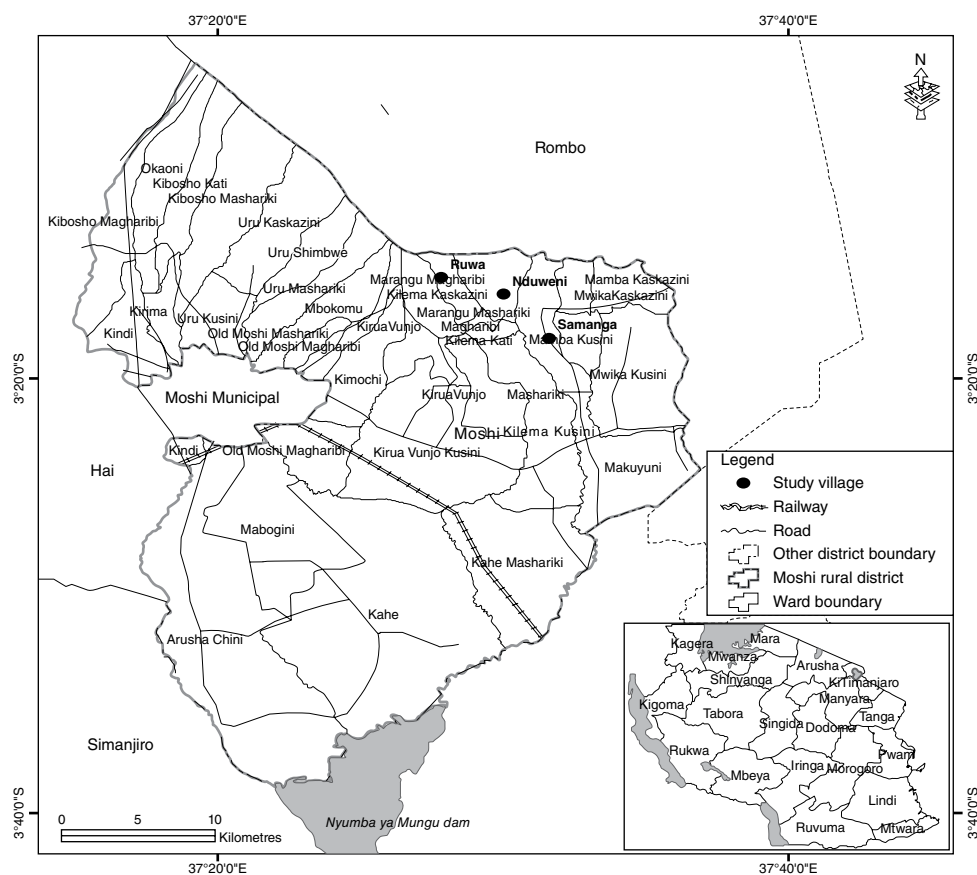 37°20'0"E
37°40'0"E
N
Rombo
Okaoni
Kibosho Kati
Kibosho Mashariki
Kibosho Magharibi
Uru Kaskazini
Uru Shimbwe
Ruwa
Marangu Magharibi
Nduweni
Mamba Kaskazini
Uru Mashariki
Kilema Kaskazini
MwikaKaskazini
Mbokomu
Marangu Mashariki
Kirima
Uru Kusini
Kindi
Old Moshi Mashariki
KiruaVunjo
Magharibi
Samanga
Old Moshi Magharibi
Kilema Kati
Mamba Kusini
3°20'0"S
3°20'0"S
Kimochi
Mwika Kusini
Moshi Municipal
KiruaVunjo
Mashariki
Moshi
Kilema Kusini
Hai
Kindi
Old Moshi Magharibi
Kirua Vunjo Kusini
Makuyuni
Mabogini
Kahe Mashariki
Kahe
Arusha Chini
Simanjiro
Nyumba ya Mungu dam
Legend
Study village
Railway
Road
Other district boundary
Moshi rural district
Ward boundary
Kagera
Mara
Mwanza
Arusha
Shinyanga
KiTimanjaro
Kigoma
Manyara
Tabora
Singida
Dodoma
Tanga
Rukwa
Pwani
Iringa
Morogoro
Mbeya
Lindi
Ruvuma
Mtwara
3°40'0"S
3°40'0"S
0 5 10
Kilometres
37°20'0"E
37°40'0"E